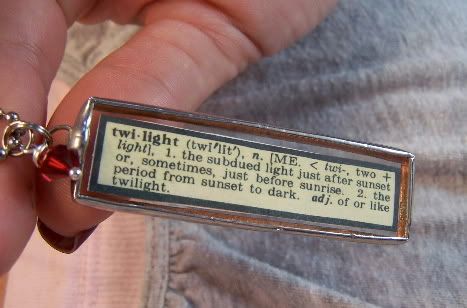 twi·light (twī′līt′), n. [ME. < twi-, two +
light], 1. the subdued light just after sunset
or, sometimes, just before sunrise. 2. the
period from sunset to dark. adj. of or like
twilight.